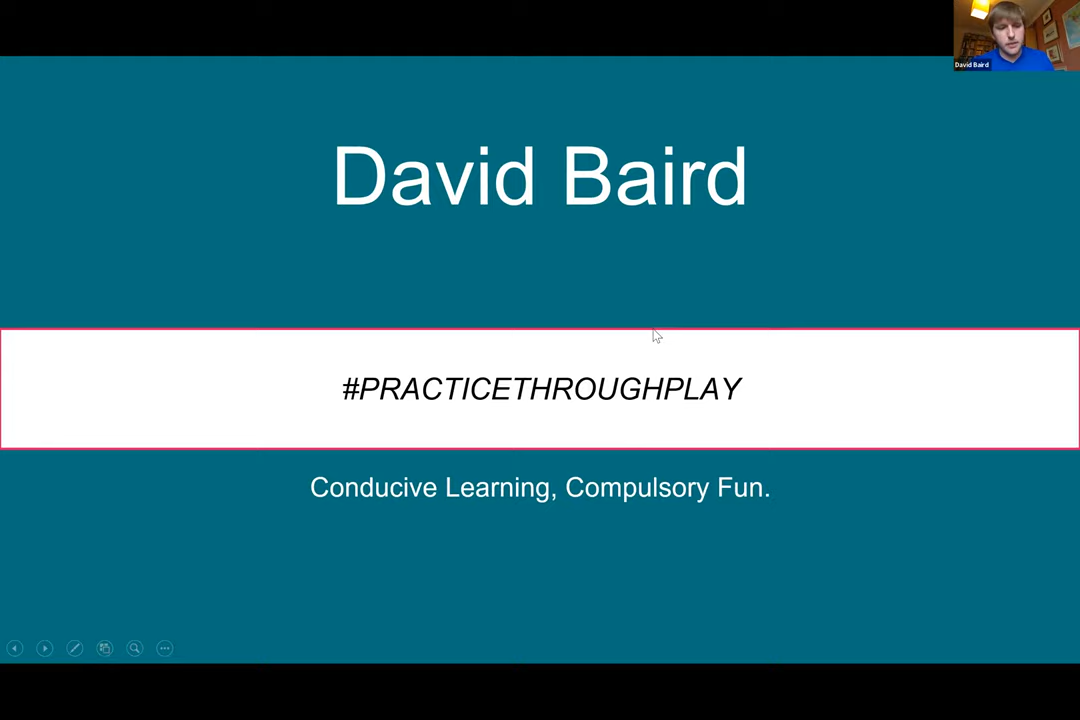 David Baird
David Baird
#PRACTICETHROUGHPLAY
Conducive Learning, Compulsory Fun.